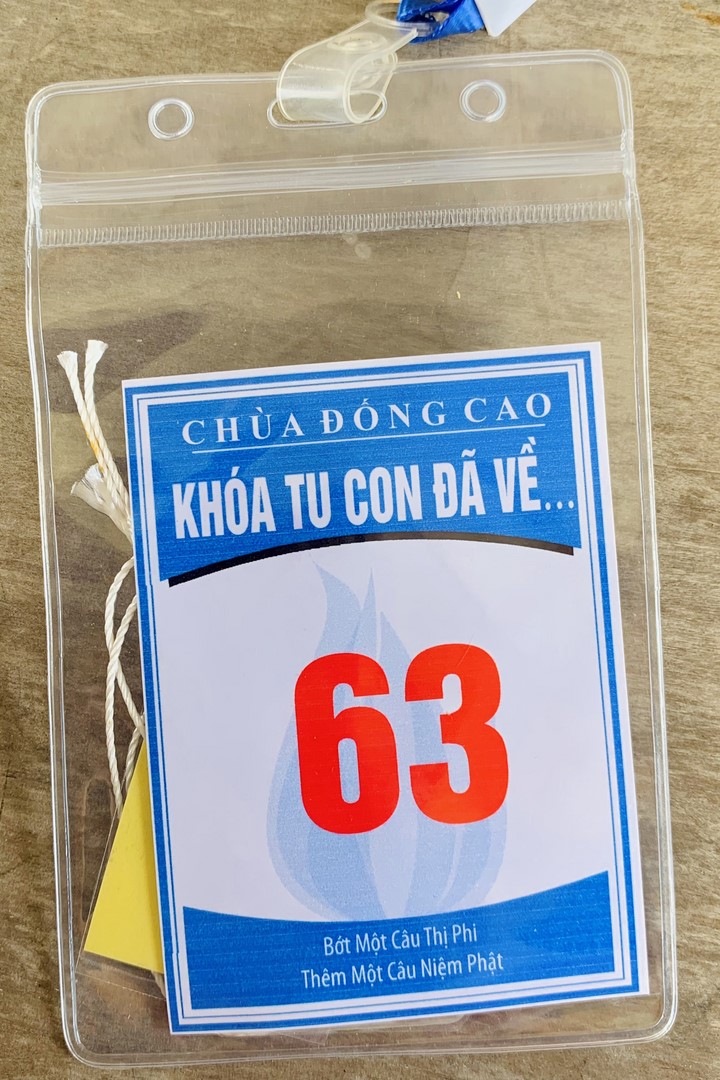 CHÙA ĐỐNG CAO
KHÓA TU CON ĐÃ VỀ...
63
Bớt Một Câu Thị Phi
Thêm Một Câu Niệm Phật